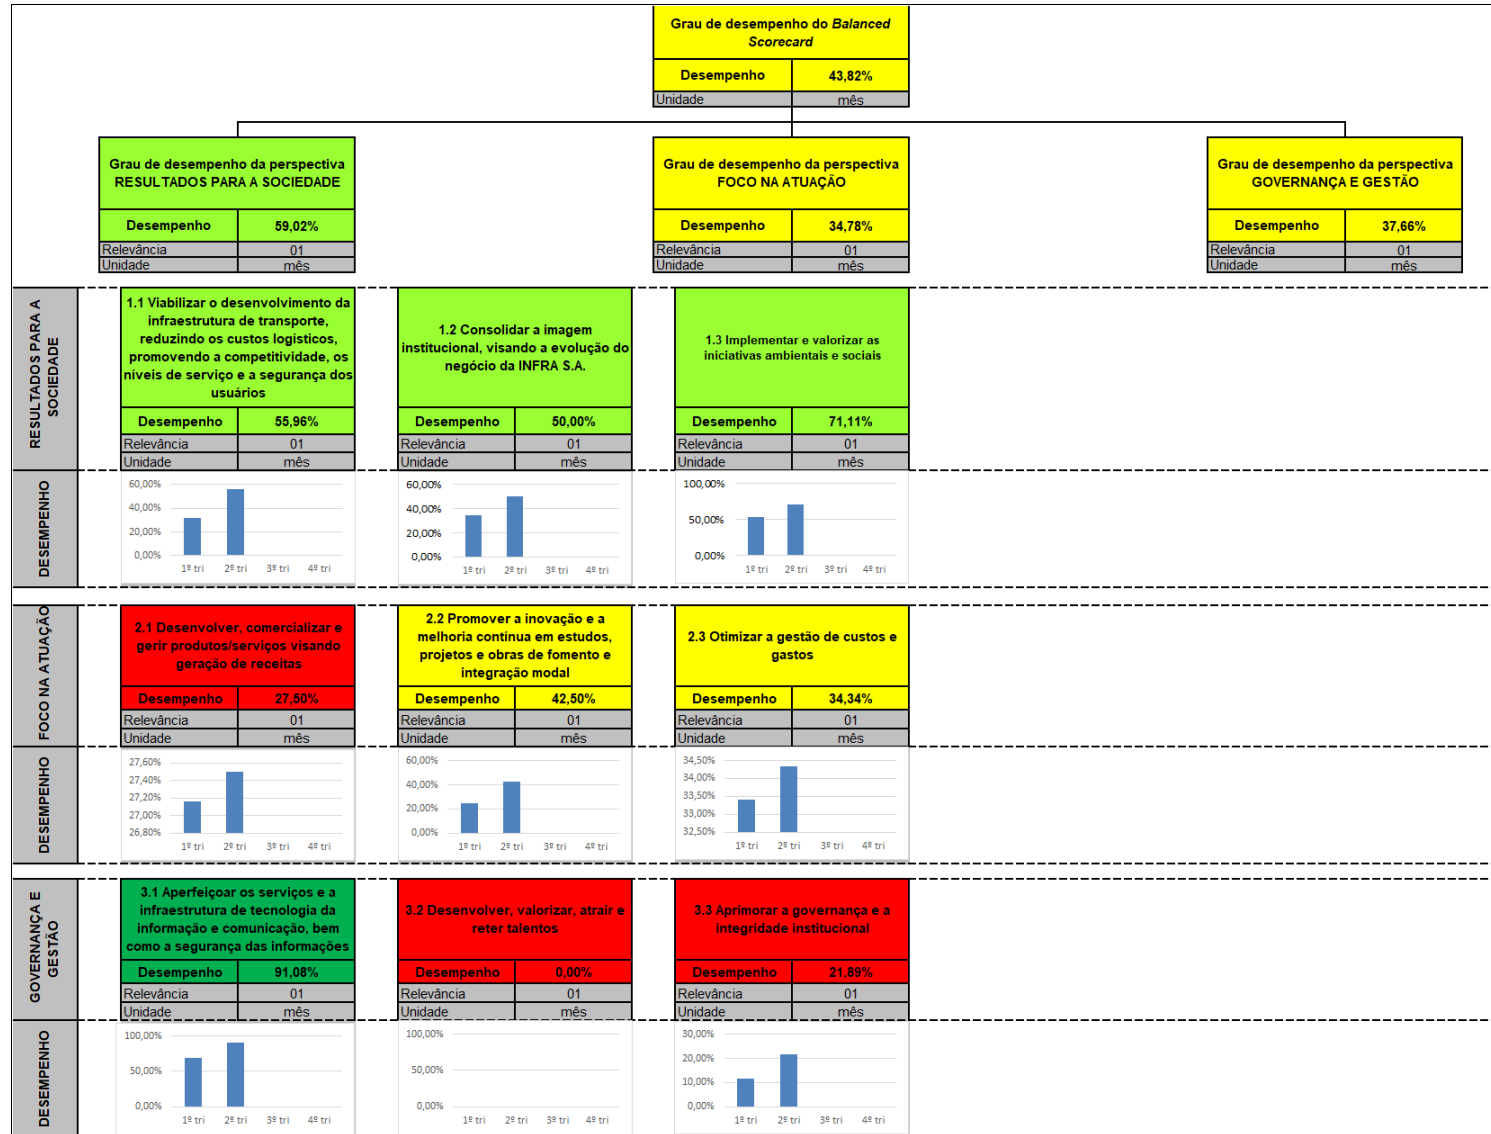 Grau de desempenho do Balanced
Scorecard
Desempenho 43,82%
Unidade mês
Grau de desempenho da perspectiva
RESULTADOS PARA A SOCIEDADE
Desempenho 59,02%
Relevância 01
Unidade mês
Grau de desempenho da perspectiva
FOCO NA ATUAÇÃO
Desempenho 34,78%
Relevância 01
Unidade mês
Grau de desempenho da perspectiva
GOVERNANÇA E GESTÃO
Desempenho 37,66%
Relevância 01
Unidade mês
RESULTADOS PARA A
SOCIEDADE
1.1 Viabilizar o desenvolvimento da
infraestrutura de transporte,
reduzindo os custos logísticos,
promovendo a competitividade, os
níveis de serviço e a segurança dos
usuários
Desempenho 55,96%
Relevância 01
Unidade mês
1.2 Consolidar a imagem
institucional, visando a evolução do
negócio da INFRA S.A.
Desempenho 50,00%
Relevância 01
Unidade mês
1.3 Implementar e valorizar as
iniciativas ambientais e sociais
Desempenho 71,11%
Relevância 01
Unidade mês
DESEMPENHO
60,00%
40,00%
20,00%
0,00%
1º tri 2º tri 3º tri 4º tri
60,00%
40,00%
20,00%
0,00%
1º tri 2º tri 3º tri 4º tri
100,00%
50,00%
0,00%
1º tri 2º tri 3º tri 4º tri
FOCO NA ATUAÇÃO
2.1 Desenvolver, comercializar e
gerir produtos/serviços visando
geração de receitas
Desempenho 27,50%
Relevância 01
Unidade mês
2.2 Promover a inovação e a
melhoria contínua em estudos,
projetos e obras de fomento e
integração modal
Desempenho 42,50%
Relevância 01
Unidade mês
2.3 Otimizar a gestão de custos e
gastos
Desempenho 34,34%
Relevância 01
Unidade mês
DESEMPENHO
27,60%
27,40%
27,20%
27,00%
26,80%
1º tri 2º tri 3º tri 4º tri
60,00%
40,00%
20,00%
0,00%
1º tri 2º tri 3º tri 4º tri
34,50%
34,00%
33,50%
33,00%
32,50%
1º tri 2º tri 3º tri 4º tri
GOVERNANÇA E
GESTÃO
3.1 Aperfeiçoar os serviços e a
infraestrutura de tecnologia da
informação e comunicação, bem
como a segurança das informações
Desempenho 91,08%
Relevância 01
Unidade mês
3.2 Desenvolver, valorizar, atrair e
reter talentos
Desempenho 0,00%
Relevância 01
Unidade mês
3.3 Aprimorar a governança e a
integridade institucional
Desempenho 21,89%
Relevância 01
Unidade mês
DESEMPENHO
100,00%
50,00%
0,00%
1º tri 2º tri 3º tri 4º tri
100,00%
50,00%
0,00%
1º tri 2º tri 3º tri 4º tri
30,00%
20,00%
10,00%
0,00%
1º tri 2º tri 3º tri 4º tri